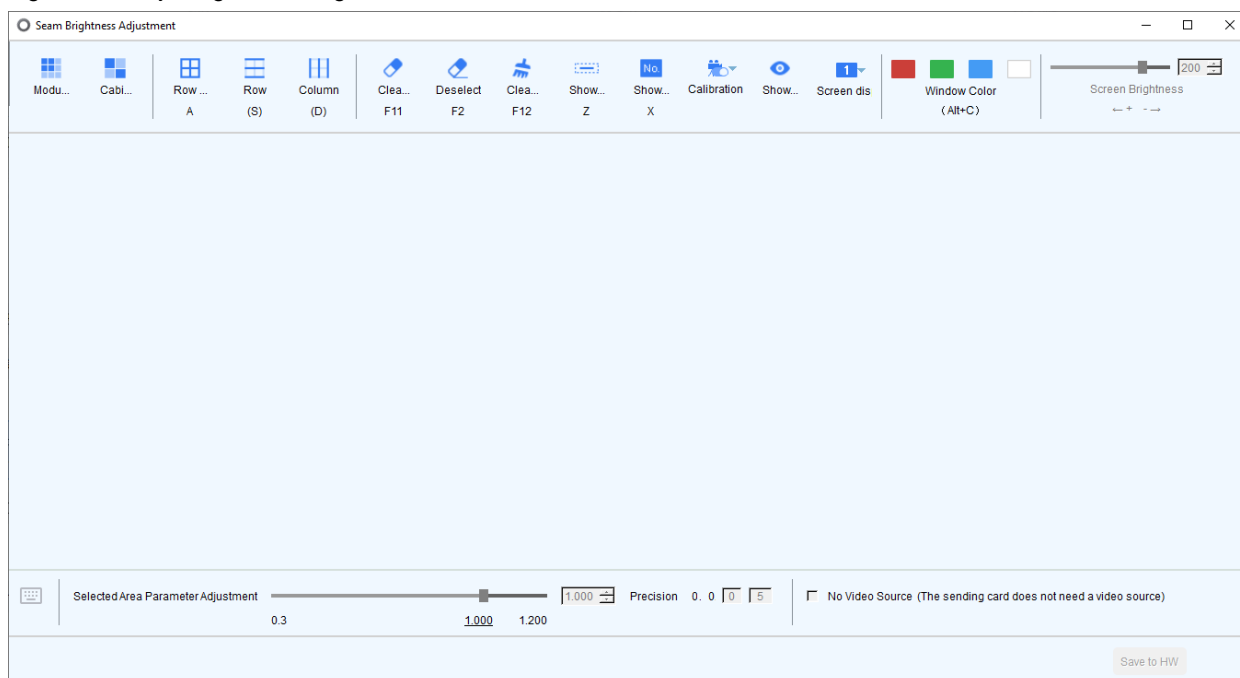 Seam Brightness Adjustment
Modu... Cabi... Row ... Row Column Clea... Deselect Clea... Show... No. Show... Calibration Show... 1 Screen dis Window Color 200 Screen Brightness
A (S) (D) F11 F2 F12 Z X (Alt+C) ←+ -→
Selected Area Parameter Adjustment 1.000 Precision 0. 0 0 5 No Video Source (The sending card does not need a video source)
0.3 1.000 1.200
Save to HW